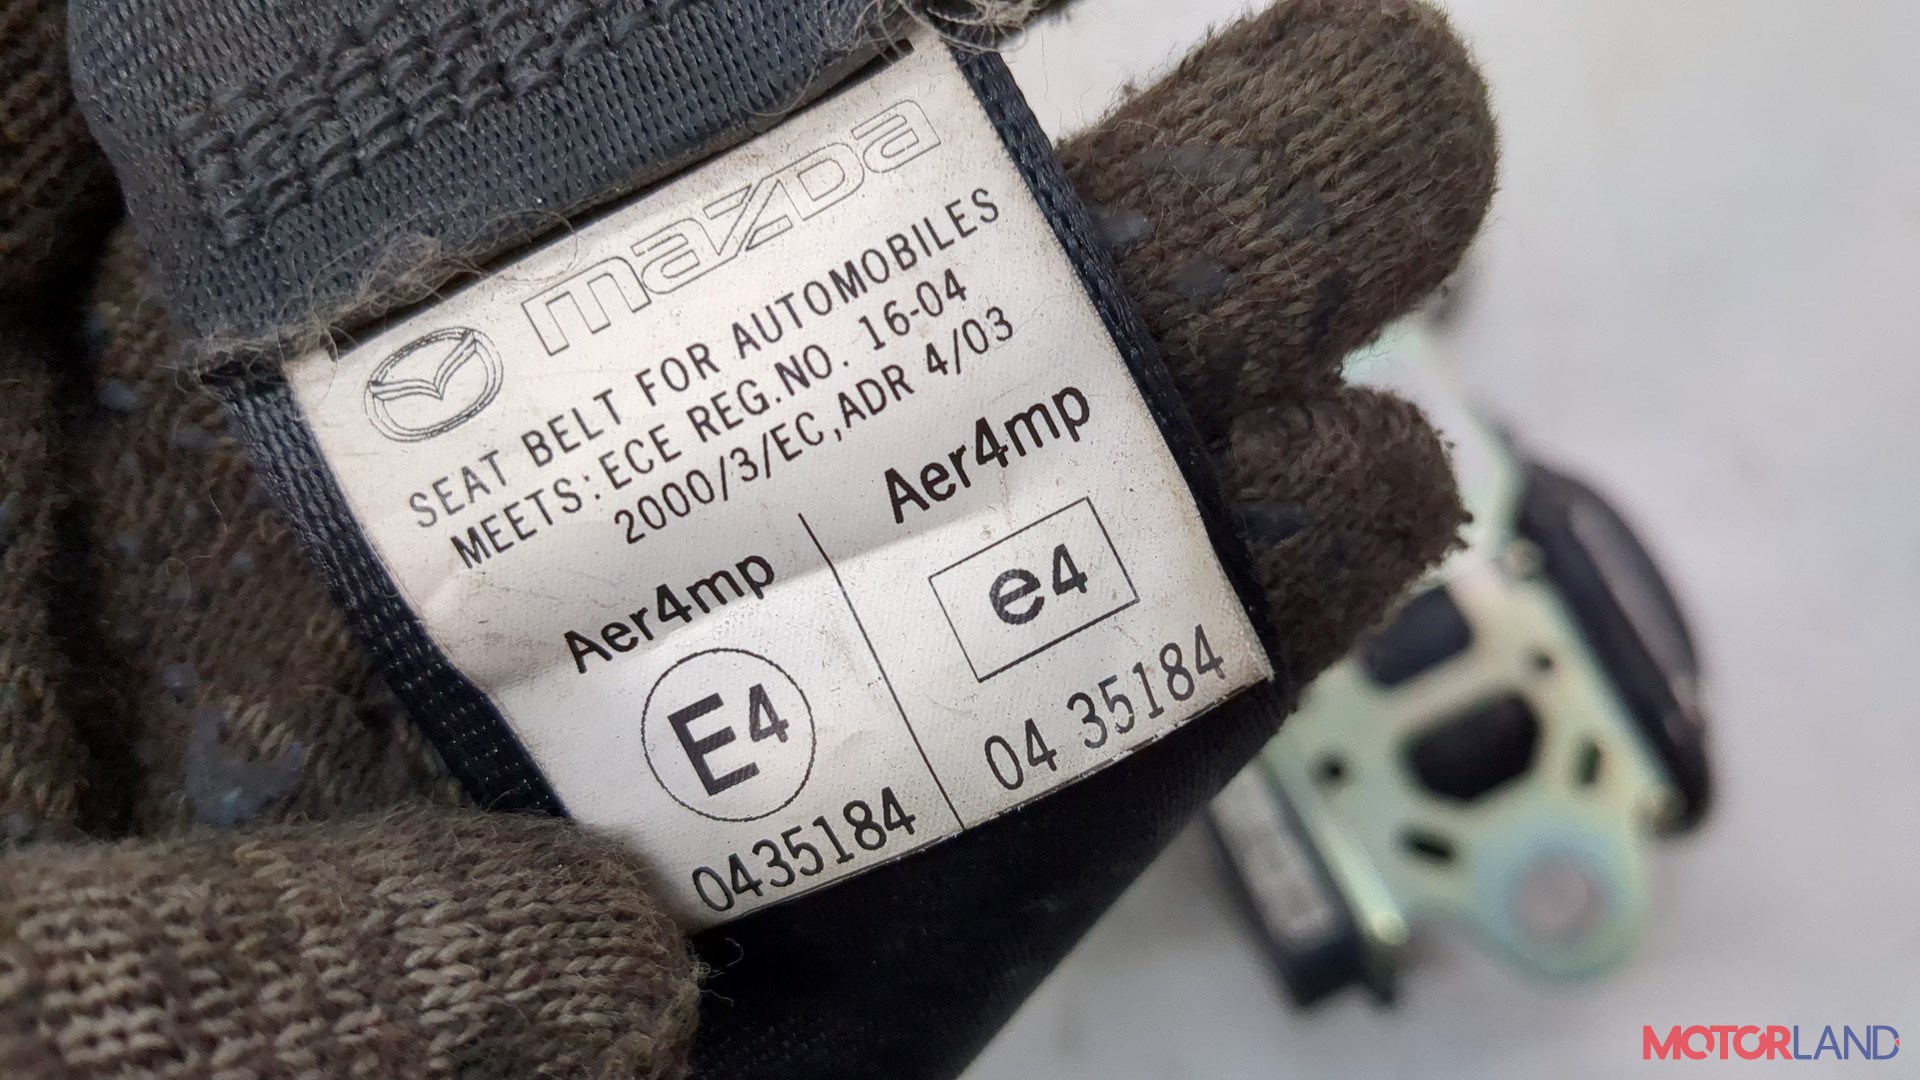 mazda
SEAT BELT FOR AUTOMOBILES
MEETS:ECE REG.NO. 16-04
2000/3/EC,ADR 4/03
Aer4mp
E4
0435184
Aer4mp
e4
04 35184
MOTORLAND